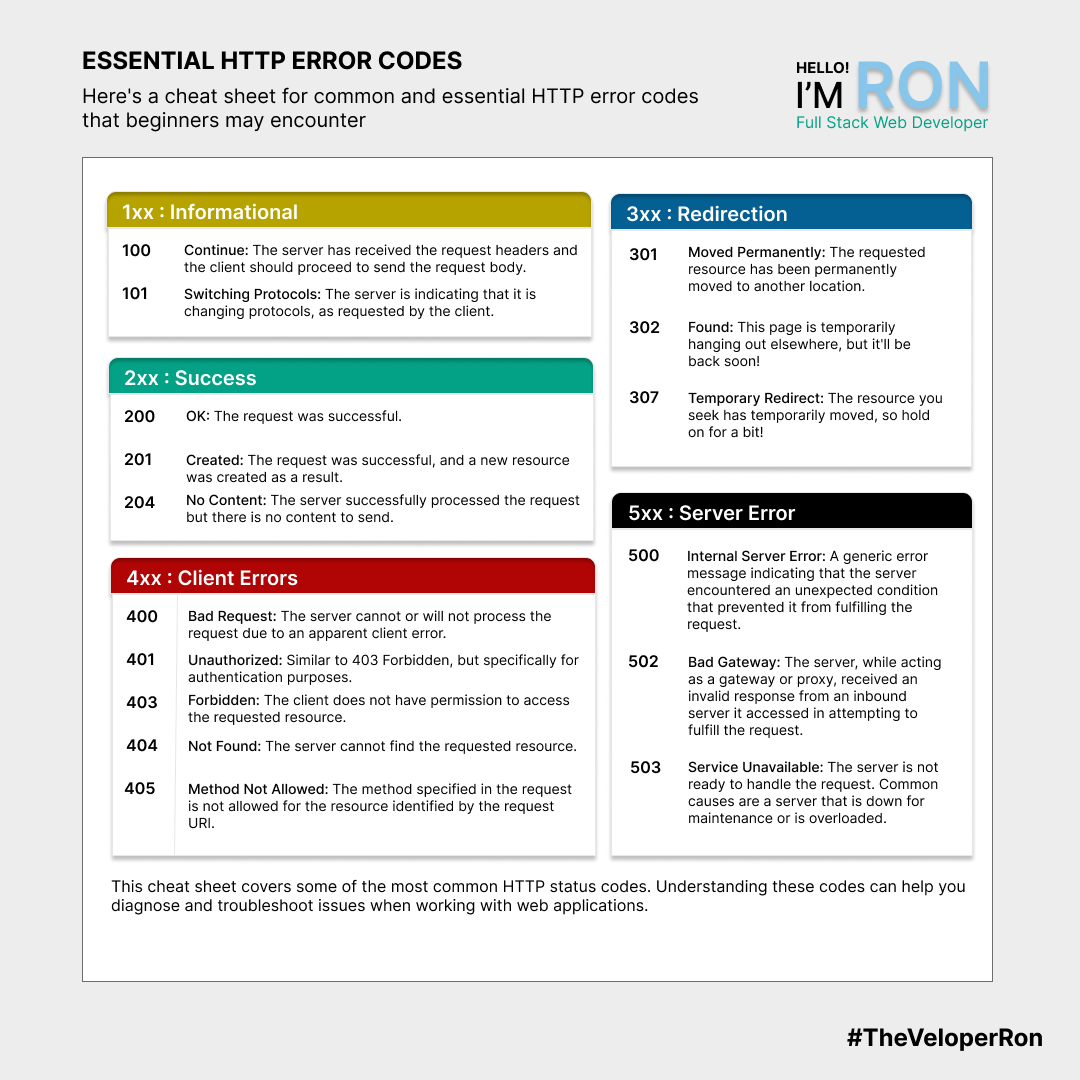 ESSENTIAL HTTP ERROR CODES
Here's a cheat sheet for common and essential HTTP error codes
that beginners may encounter
HELLO!
I'M RON
Full Stack Web Developer
1xx : Informational
100 Continue: The server has received the request headers and
the client should proceed to send the request body.
101 Switching Protocols: The server is indicating that it is
changing protocols, as requested by the client.
2xx : Success
200 OK: The request was successful.
201 Created: The request was successful, and a new resource
was created as a result.
204 No Content: The server successfully processed the request
but there is no content to send.
4xx : Client Errors
400 Bad Request: The server cannot or will not process the
request due to an apparent client error.
401 Unauthorized: Similar to 403 Forbidden, but specifically for
authentication purposes.
403 Forbidden: The client does not have permission to access
the requested resource.
404 Not Found: The server cannot find the requested resource.
405 Method Not Allowed: The method specified in the request
is not allowed for the resource identified by the request
URI.
3xx : Redirection
301 Moved Permanently: The requested
resource has been permanently
moved to another location.
302 Found: This page is temporarily
hanging out elsewhere, but it'll be
back soon!
307 Temporary Redirect: The resource you
seek has temporarily moved, so hold
on for a bit!
5xx : Server Error
500 Internal Server Error: A generic error
message indicating that the server
encountered an unexpected condition
that prevented it from fulfilling the
request.
502 Bad Gateway: The server, while acting
as a gateway or proxy, received an
invalid response from an inbound
server it accessed in attempting to
fulfill the request.
503 Service Unavailable: The server is not
ready to handle the request. Common
causes are a server that is down for
maintenance or is overloaded.
This cheat sheet covers some of the most common HTTP status codes. Understanding these codes can help you
diagnose and troubleshoot issues when working with web applications.
#TheVeloperRon